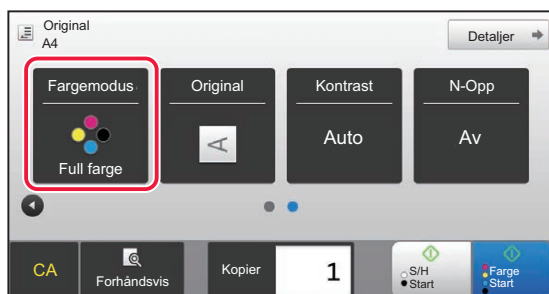 Original
A4
Detaljer
Fargemodus
Full farge
Original
A
Kontrast
Auto
N-Opp
Av
CA
Forhåndsvis
Kopier
1
S/H
Start
Farge
Start